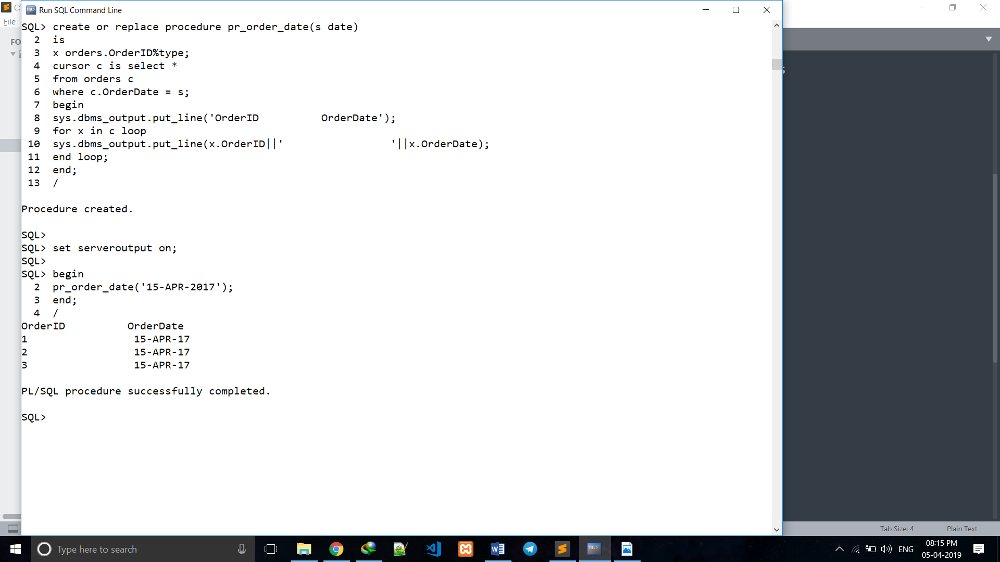 Run SQL Command Line
C:
File
FO
SQL> create or replace procedure pr_order_date(s date)
  2  is
  3  x orders.OrderID%type;
  4  cursor c is select *
  5  from orders c
  6  where c.OrderDate = s;
  7  begin
  8  sys.dbms_output.put_line('OrderID          OrderDate');
  9  for x in c loop
 10  sys.dbms_output.put_line(x.OrderID||'                 '||x.OrderDate);
 11  end loop;
 12  end;
 13  /
Procedure created.
SQL>
SQL> set serveroutput on;
SQL>
SQL> begin
  2  pr_order_date('15-APR-2017');
  3  end;
  4  /
OrderID          OrderDate
1                 15-APR-17
2                 15-APR-17
3                 15-APR-17
PL/SQL procedure successfully completed.
SQL>
;
Tab Size: 4
Plain Text
Type here to search
SQL>
ENG
08:15 PM
05-04-2019